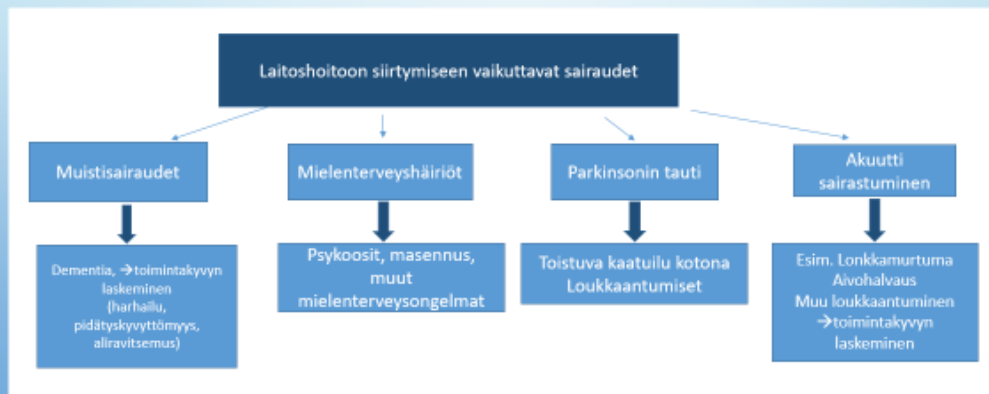 Laitoshoitoon siirtymiseen vaikuttavat sairaudet
Muistisairaudet
Mielenterveyshäiriöt
Parkinsonin tauti
Akuutti
sairastuminen
Dementia, →toimintakyvyn
laskeminen
(harhailu,
pidätyskyvyttömyys,
aliravitsemus)
Psykoosit, masennus,
muut
mielenterveysongelmat
Toistuva kaatuilu kotona
Loukkaantumiset
Esim. Lonkkamurtuma
Aivohalvaus
Muu loukkaantuminen
→toimintakyvyn
laskeminen